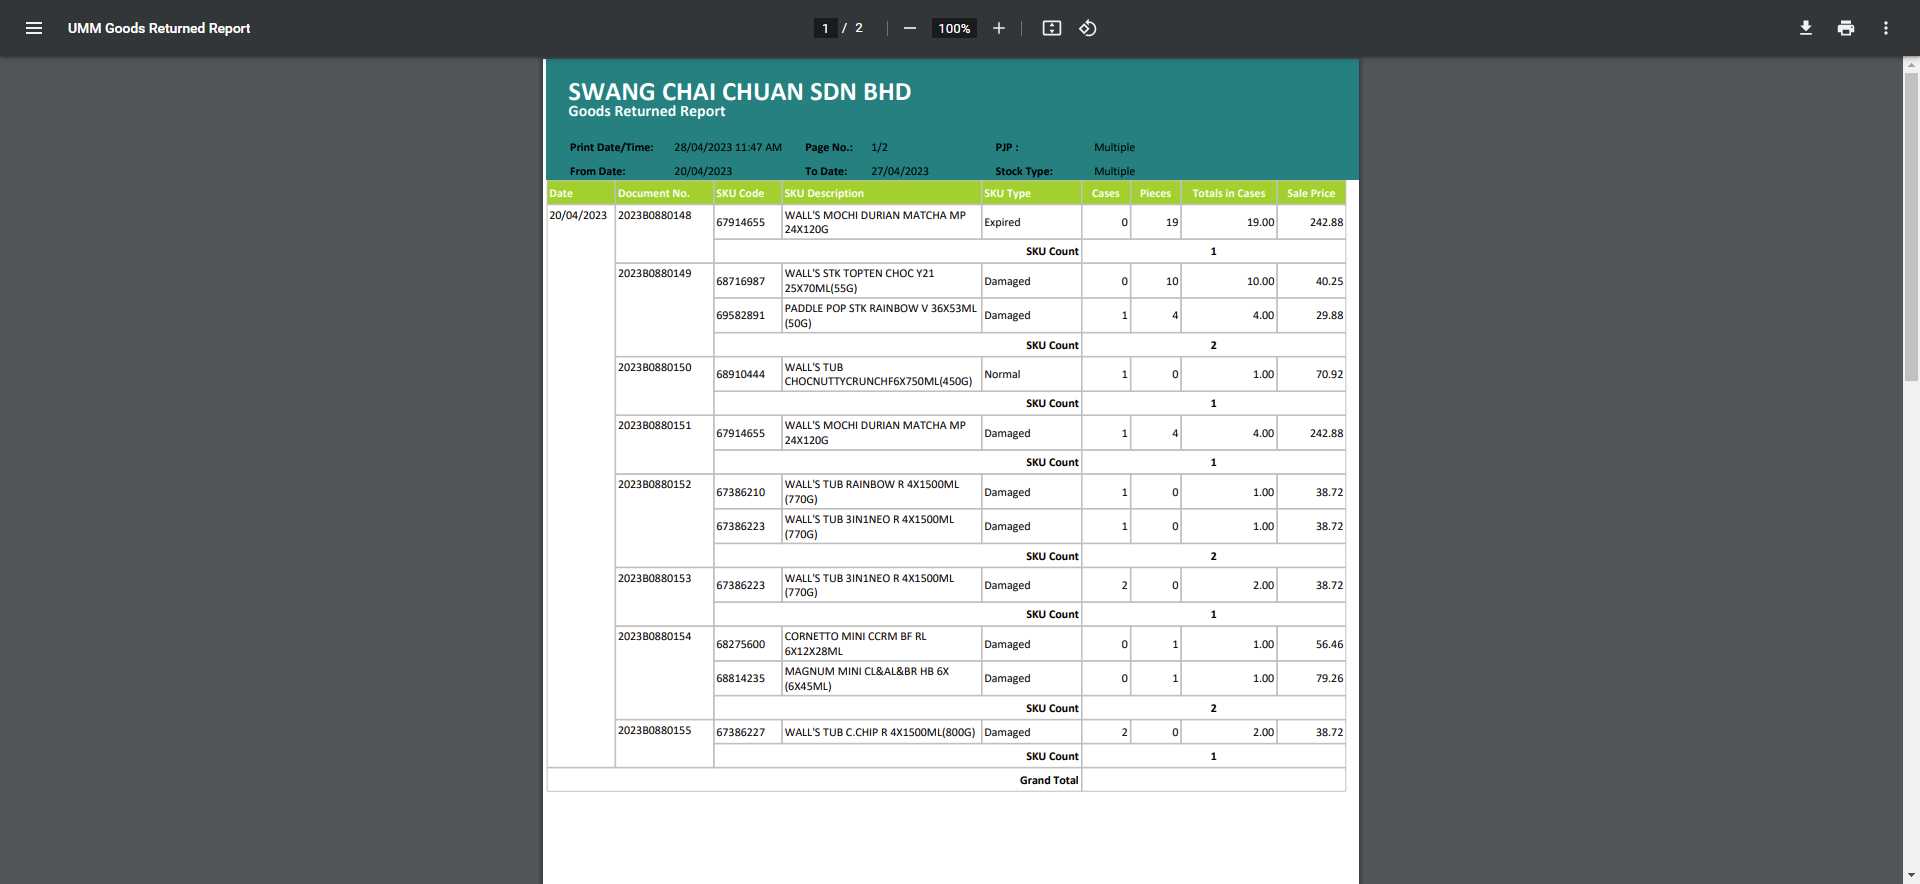 UMM Goods Returned Report
1 / 2
100%
SWANG CHAI CHUAN SDN BHD
Goods Returned Report
Print Date/Time: 28/04/2023 11:47 AM Page No.: 1/2 PJP : Multiple
From Date: 20/04/2023 To Date: 27/04/2023 Stock Type: Multiple
Date Document No. SKU Code SKU Description SKU Type Cases Pieces Totals in Cases Sale Price
20/04/2023 2023B0880148 67914655 WALL'S MOCHI DURIAN MATCHA MP Expired 0 19 19.00 242.88
24X120G
SKU Count 1
2023B0880149 68716987 WALL'S STK TOPTEN CHOC Y21 Damaged 0 10 10.00 40.25
25X70ML(55G)
69582891 PADDLE POP STK RAINBOW V 36X53ML Damaged 1 4 4.00 29.88
(50G)
SKU Count 2
2023B0880150 68910444 WALL'S TUB Normal 1 0 1.00 70.92
CHOCNUTTYCRUNCHF6X750ML(450G)
SKU Count 1
2023B0880151 67914655 WALL'S MOCHI DURIAN MATCHA MP Damaged 1 4 4.00 242.88
24X120G
SKU Count 1
2023B0880152 67386210 WALL'S TUB RAINBOW R 4X1500ML Damaged 1 0 1.00 38.72
(770G)
67386223 WALL'S TUB 3IN1NEO R 4X1500ML Damaged 1 0 1.00 38.72
(770G)
SKU Count 2
2023B0880153 67386223 WALL'S TUB 3IN1NEO R 4X1500ML Damaged 2 0 2.00 38.72
(770G)
SKU Count 1
2023B0880154 68275600 CORNETTO MINI CCRM BF RL Damaged 0 1 1.00 56.46
6X12X28ML
68814235 MAGNUM MINI CL&AL&BR HB 6X Damaged 0 1 1.00 79.26
(6X45ML)
SKU Count 2
2023B0880155 67386227 WALL'S TUB C.CHIP R 4X1500ML(800G) Damaged 2 0 2.00 38.72
SKU Count 1
Grand Total